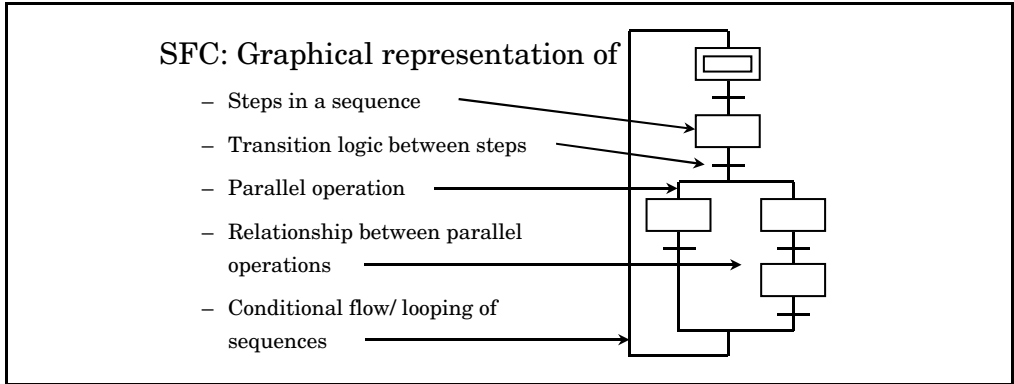 SFC: Graphical representation of
– Steps in a sequence
– Transition logic between steps
– Parallel operation
– Relationship between parallel
operations
– Conditional flow/ looping of
sequences